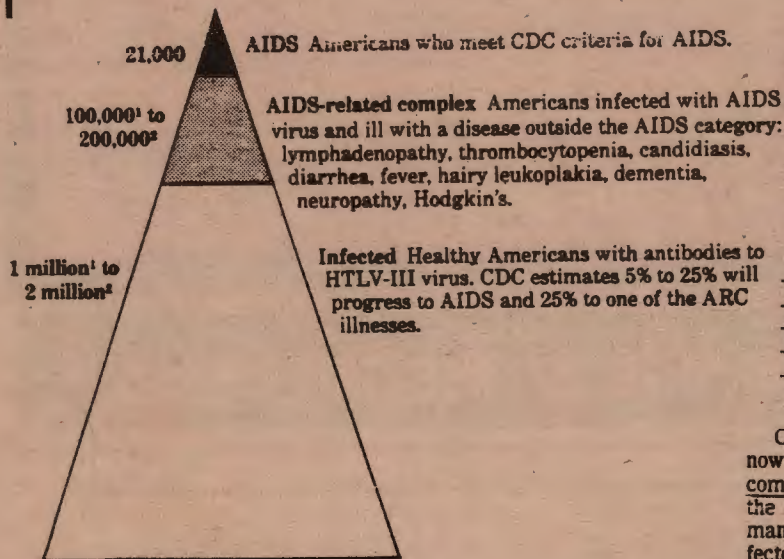 21,000
AIDS Americans who meet CDC criteria for AIDS.
100,000¹ to
200,000²
AIDS-related complex Americans infected with AIDS
virus and ill with a disease outside the AIDS category:
lymphadenopathy, thrombocytopenia, candidiasis,
diarrhea, fever, hairy leukoplakia, dementia,
neuropathy, Hodgkin's.
1 million¹ to
2 million²
Infected Healthy Americans with antibodies to
HTLV-III virus. CDC estimates 5% to 25% will
progress to AIDS and 25% to one of the ARC
illnesses.
C
now
com
the
man
fect